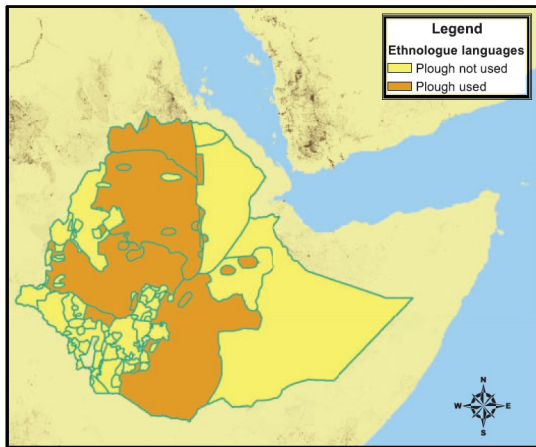 Legend
Ethnologue languages
Plough not used
Plough used
N
W E
S